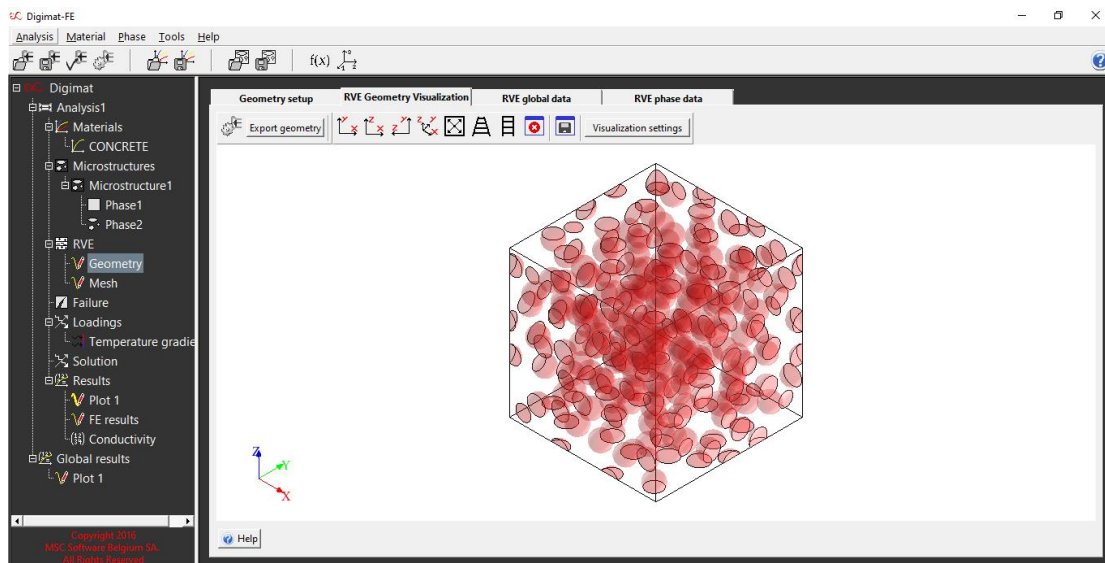 Digimat-FE
Analysis Material Phase Tools Help
f(x)
Digimat
Analysis1
Materials
CONCRETE
Microstructures
Microstructure1
Phase1
Phase2
RVE
Geometry
Mesh
Failure
Loadings
Temperature gradie
Solution
Results
Plot 1
FE results
Conductivity
Global results
Plot 1
Copyright 2016
MSC Software Belgium SA.
All Rights Reserved
Geometry setup RVE Geometry Visualization RVE global data RVE phase data
Export geometry Visualization settings
Z
Y
X
Help